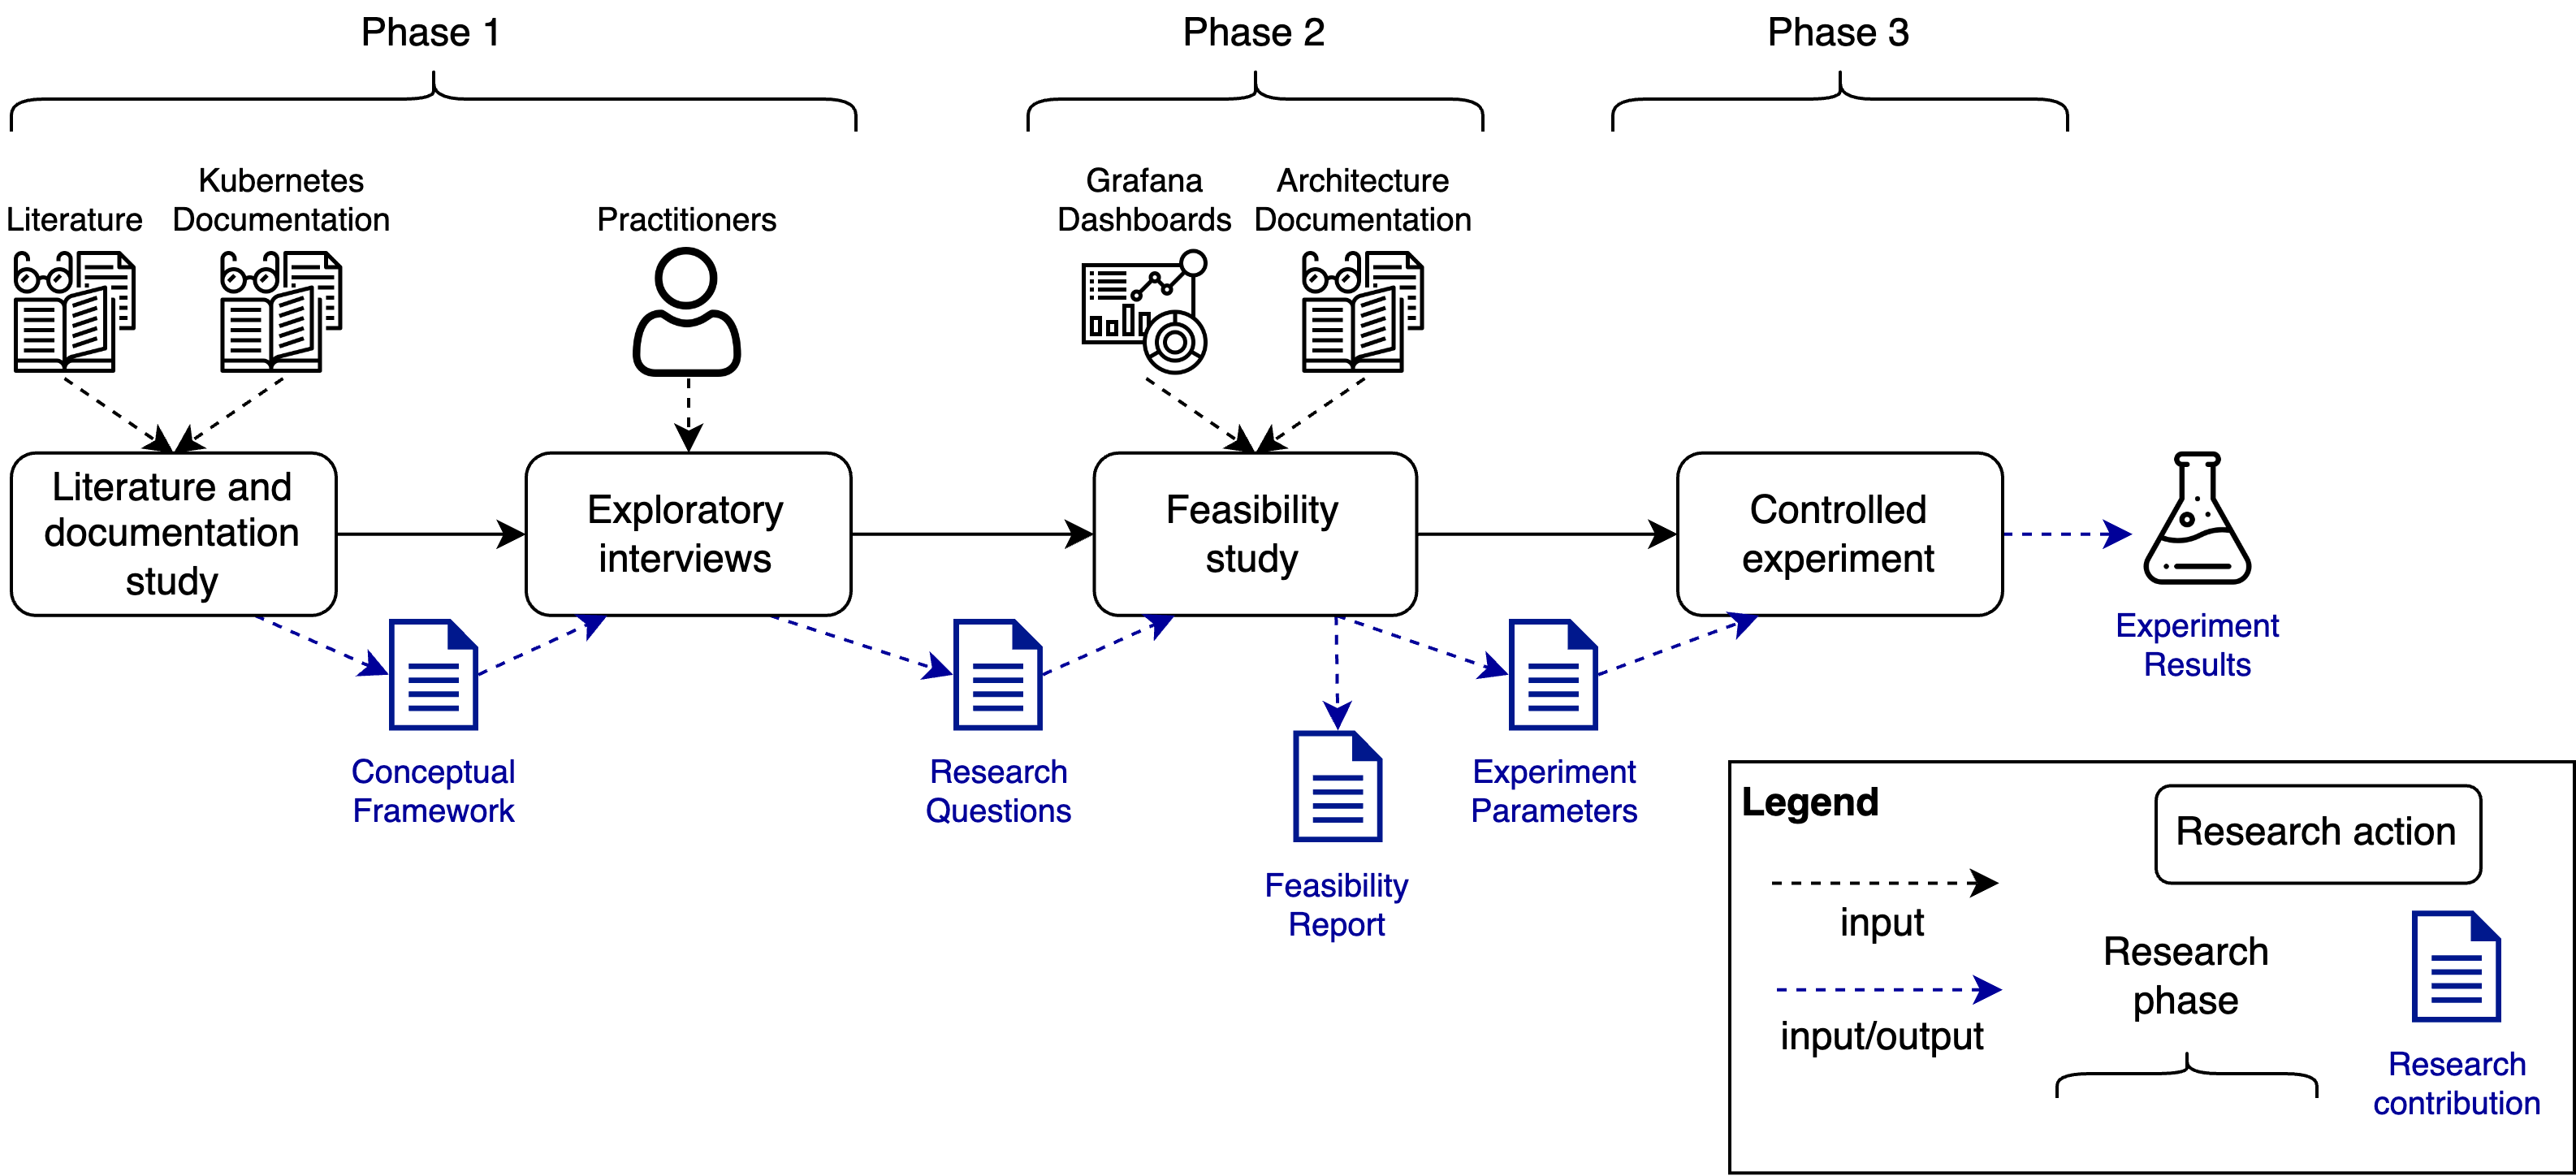 Phase 1
Phase 2
Phase 3
Literature
Kubernetes
Documentation
Practitioners
Grafana
Dashboards
Architecture
Documentation
Literature and
documentation
study
Exploratory
interviews
Feasibility
study
Controlled
experiment
Conceptual
Framework
Research
Questions
Feasibility
Report
Experiment
Parameters
Experiment
Results
Legend
input
input/output
Research action
Research
phase
Research
contribution